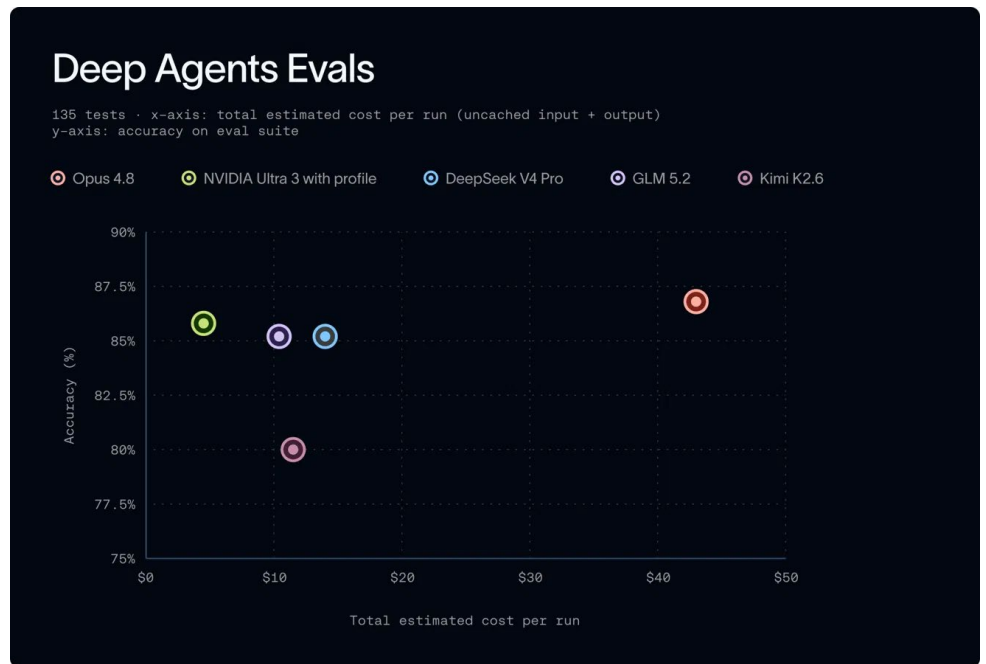 Deep Agents Evals
135 tests · x-axis: total estimated cost per run (uncached input + output)
y-axis: accuracy on eval suite
Opus 4.8 NVIDIA Ultra 3 with profile DeepSeek V4 Pro GLM 5.2 Kimi K2.6
90%
87.5%
85%
82.5%
80%
77.5%
75%
Accuracy (%)
$0 $10 $20 $30 $40 $50
Total estimated cost per run